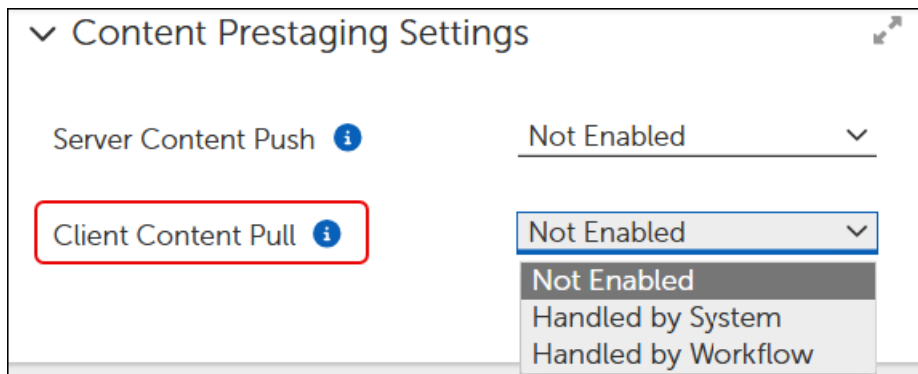 Content Prestaging Settings
Server Content Push i Not Enabled
Client Content Pull i Not Enabled
Not Enabled
Handled by System
Handled by Workflow